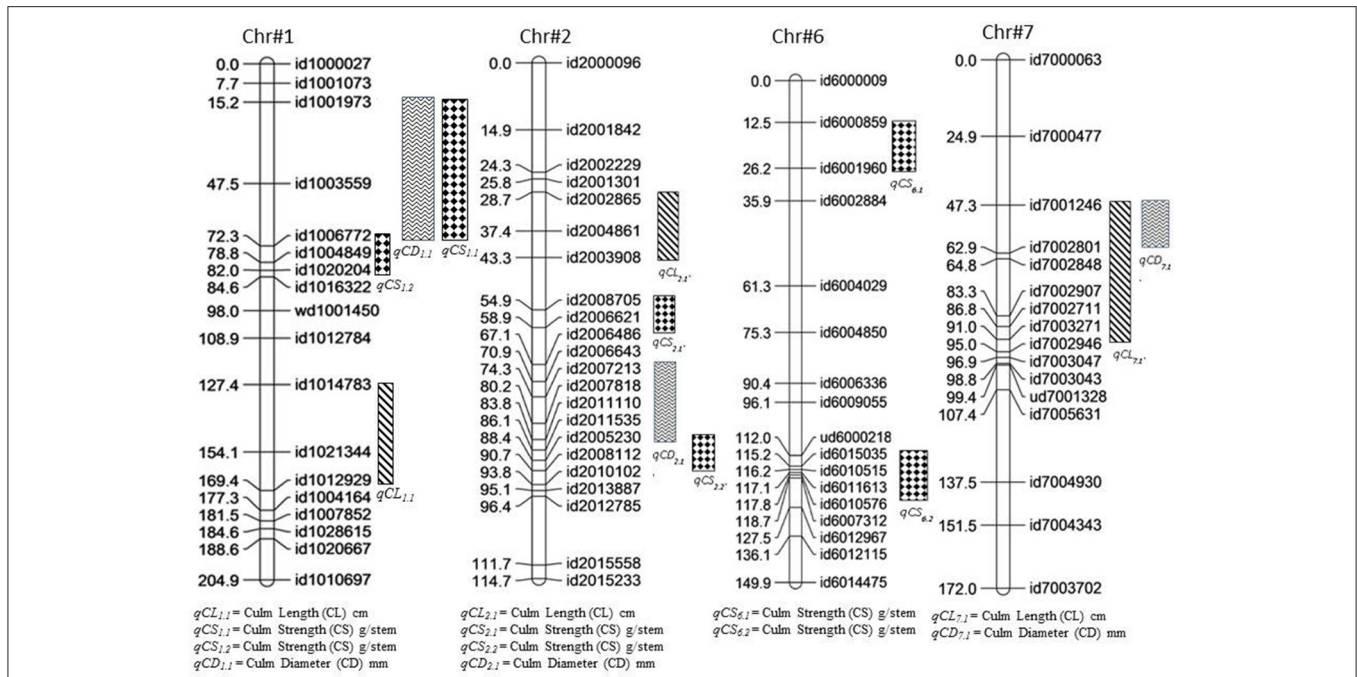 Chr#1
0.0 id1000027
7.7 id1001073
15.2 id1001973
47.5 id1003559
72.3 id1006772
78.8 id1004849
82.0 id1020204
84.6 id1016322
98.0 wd1001450
108.9 id1012784
127.4 id1014783
154.1 id1021344
169.4 id1012929
177.3 id1004164
181.5 id1007852
184.6 id1028615
188.6 id1020667
204.9 id1010697
qCD1.1
qCS1.1
qCS1.2
qCL1.1
qCL1.1= Culm Length (CL) cm
qCS1.1= Culm Strength (CS) g/stem
qCS1.2= Culm Strength (CS) g/stem
qCD1.1= Culm Diameter (CD) mm
Chr#2
0.0 id2000096
14.9 id2001842
24.3 id2002229
25.8 id2001301
28.7 id2002865
37.4 id2004861
43.3 id2003908
54.9 id2008705
58.9 id2006621
67.1 id2006486
70.9 id2006643
74.3 id2007213
80.2 id2007818
83.8 id2011110
86.1 id2011535
88.4 id2005230
90.7 id2008112
93.8 id2010102
95.1 id2013887
96.4 id2012785
111.7 id2015558
114.7 id2015233
qCL2.1.
qCS2.1.
qCD2.1
.
qCS2.2.
qCL2.1= Culm Length (CL) cm
qCS2.1= Culm Strength (CS) g/stem
qCS2.2= Culm Strength (CS) g/stem
qCD2.1= Culm Diameter (CD) mm
Chr#6
0.0 id6000009
12.5 id6000859
26.2 id6001960
35.9 id6002884
61.3 id6004029
75.3 id6004850
90.4 id6006336
96.1 id6009055
112.0 ud6000218
115.2 id6015035
116.2 id6010515
117.1 id6011613
117.8 id6010576
118.7 id6007312
127.5 id6012967
136.1 id6012115
149.9 id6014475
qCS6.1
qCS6.2
qCS6.1= Culm Strength (CS) g/stem
qCS6.2= Culm Strength (CS) g/stem
Chr#7
0.0 id7000063
24.9 id7000477
47.3 id7001246
62.9 id7002801
64.8 id7002848
83.3 id7002907
86.8 id7002711
91.0 id7003271
95.0 id7002946
96.9 id7003047
98.8 id7003043
99.4 ud7001328
107.4 id7005631
137.5 id7004930
151.5 id7004343
172.0 id7003702
qCD7.1
.
qCL7.1.
qCL7.1= Culm Length (CL) cm
qCD7.1= Culm Diameter (CD) mm